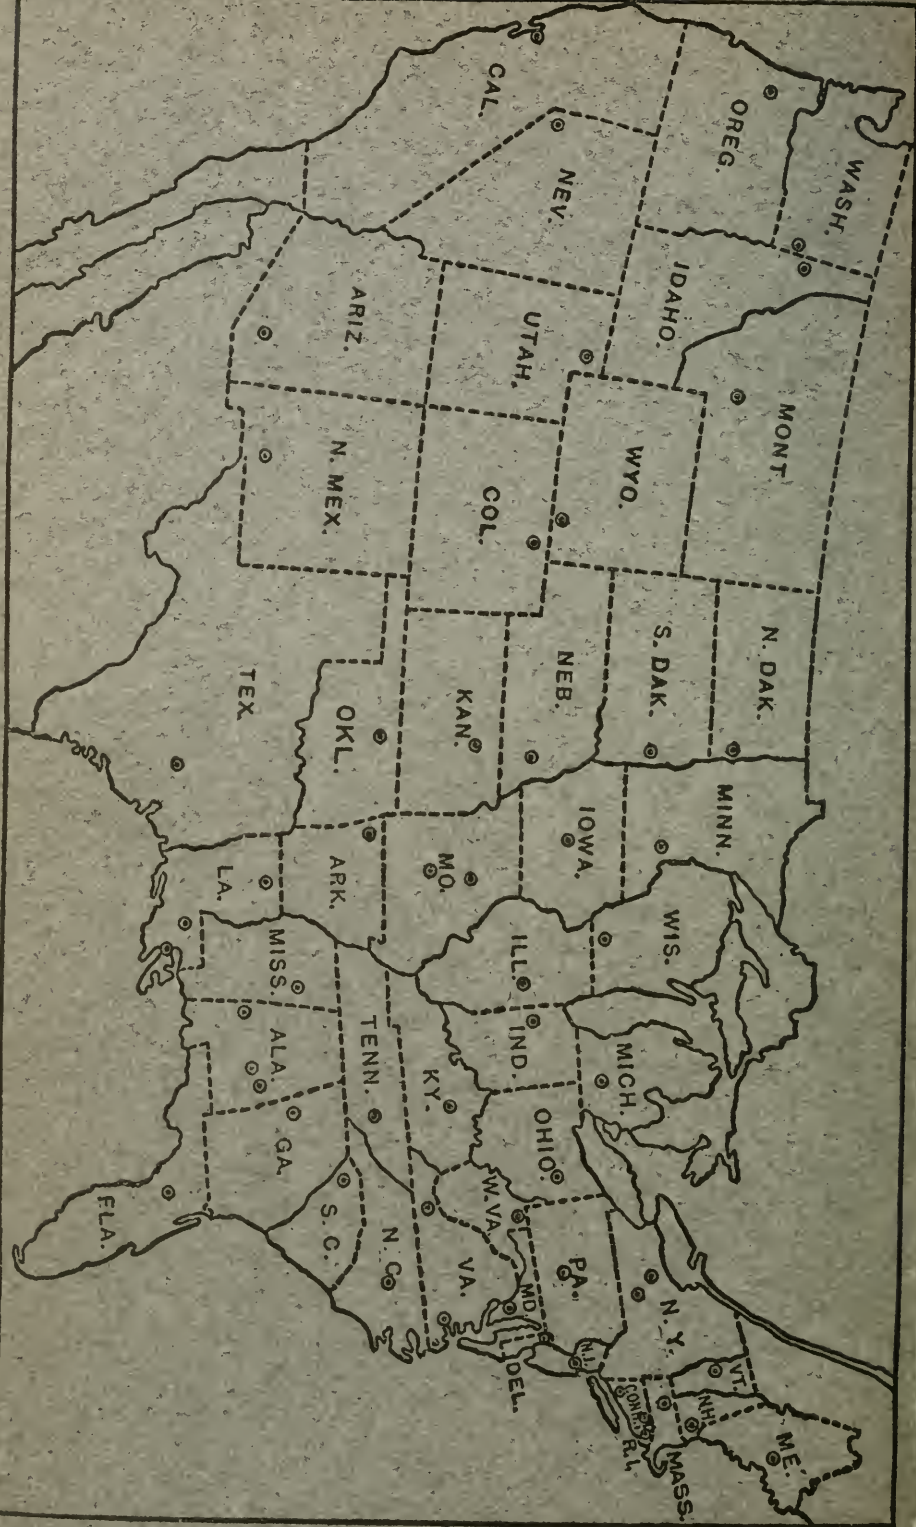 WASH.
OREG.
CAL.
NEV.
IDAHO.
MONT.
WYO.
UTAH.
ARIZ.
COL.
N. MEX.
N. DAK.
S. DAK.
NEB.
KAN.
OKL.
TEX.
MINN.
IOWA.
MO.
ARK.
LA.
WIS.
ILL.
MICH.
IND.
OHIO.
KY.
TENN.
MISS.
ALA.
GA.
FLA.
S. C.
N. C.
VA.
W. VA.
MD.
DEL.
PA.
N. J.
N. Y.
CONN.
R. I.
MASS.
VT.
N.H.
ME.